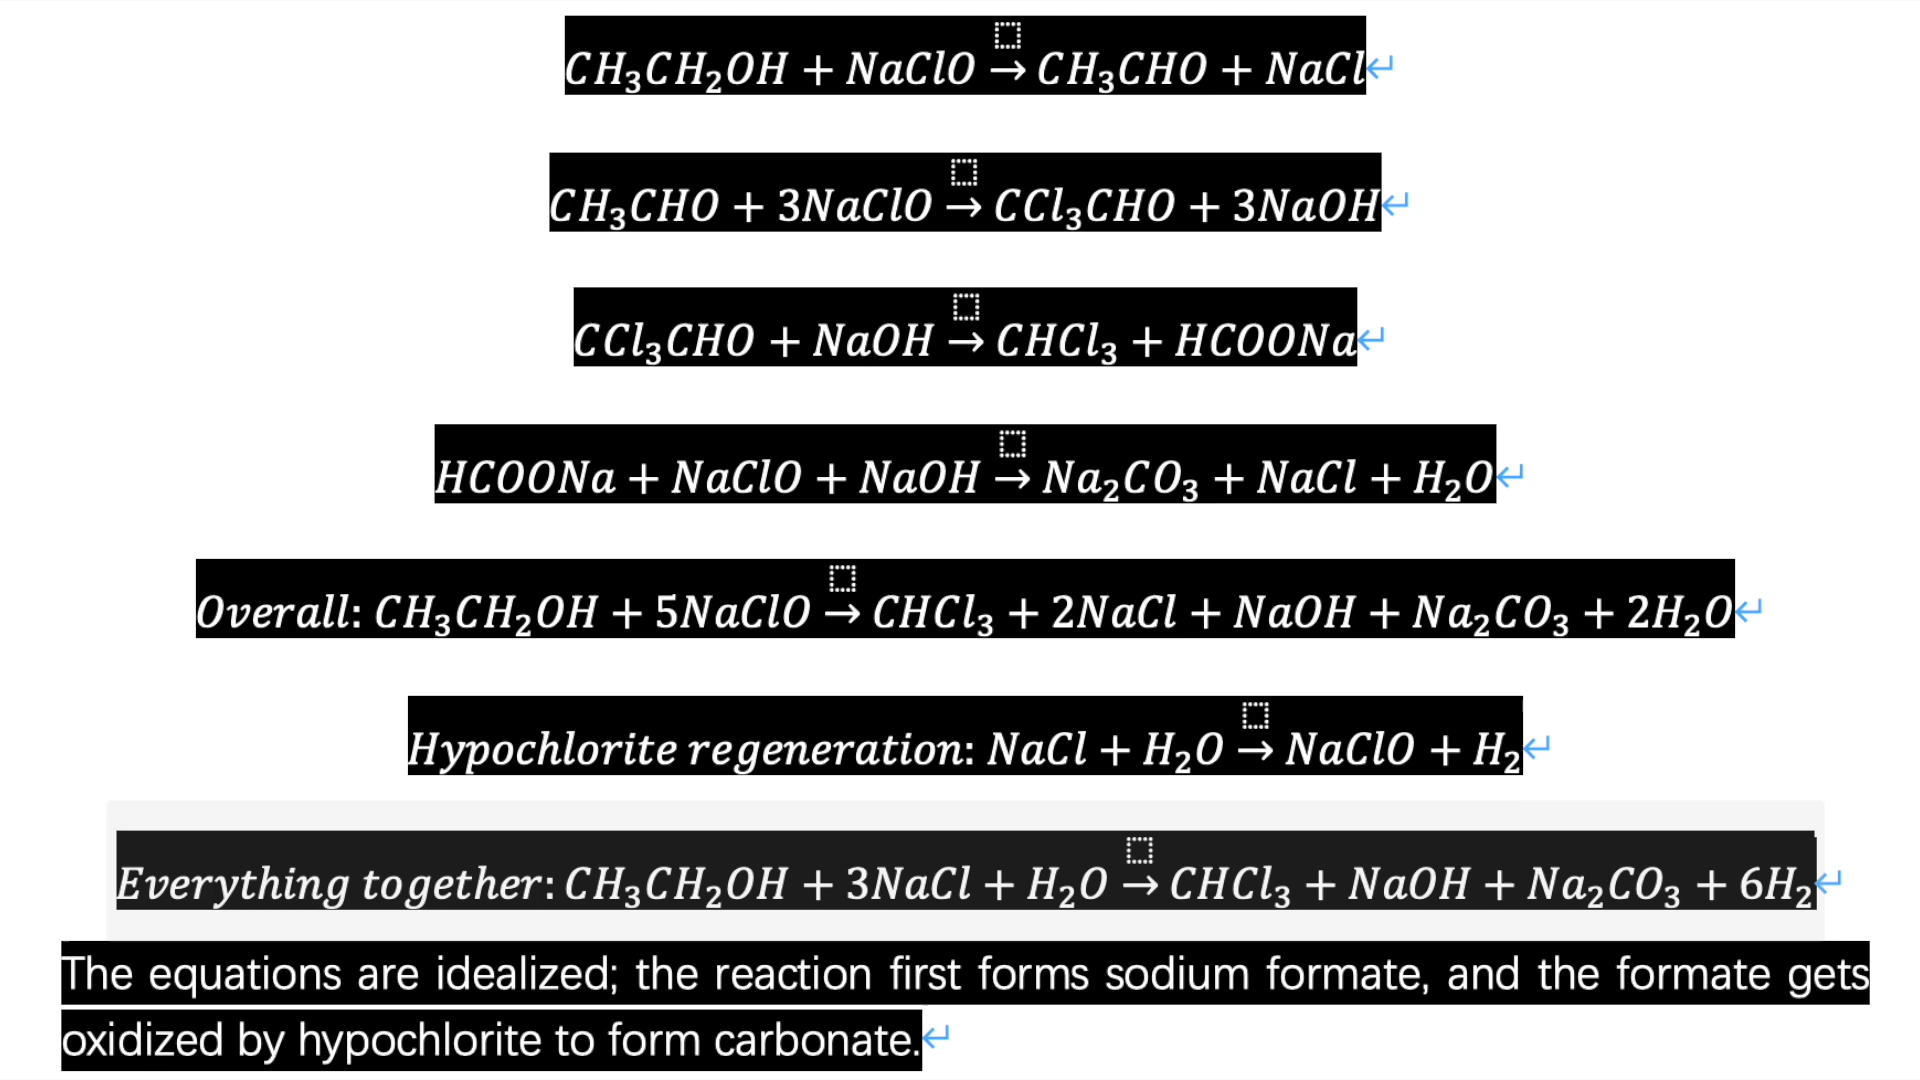 CH₃CH₂OH + NaClO → CH₃CHO + NaCl
CH₃CHO + 3NaClO → CCl₃CHO + 3NaOH
CCl₃CHO + NaOH → CHCl₃ + HCOONa
HCOONa + NaClO + NaOH → Na₂CO₃ + NaCl + H₂O
Overall: CH₃CH₂OH + 5NaClO → CHCl₃ + 2NaCl + NaOH + Na₂CO₃ + 2H₂O
Hypochlorite regeneration: NaCl + H₂O → NaClO + H₂
Everything together: CH₃CH₂OH + 3NaCl + H₂O → CHCl₃ + NaOH + Na₂CO₃ + 6H₂
The equations are idealized; the reaction first forms sodium formate, and the formate gets
oxidized by hypochlorite to form carbonate.